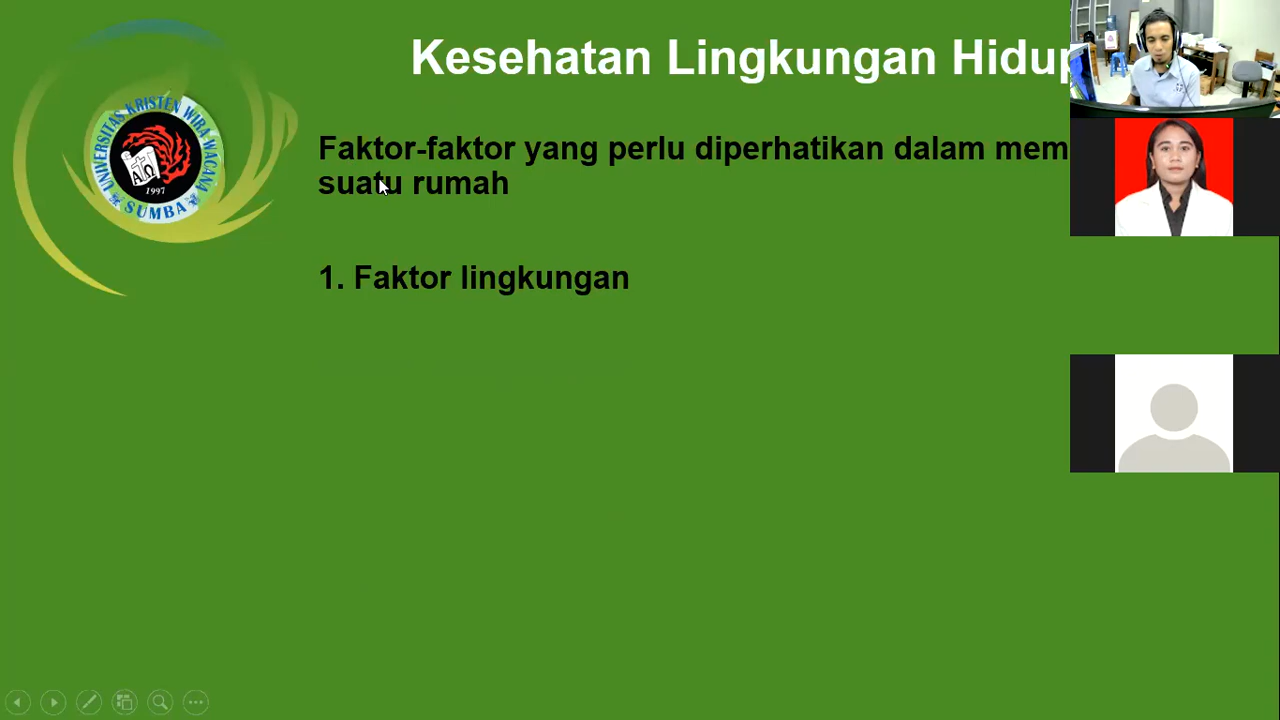 Kesehatan Lingkungan Hidup
Faktor-faktor yang perlu diperhatikan dalam mem
suatu rumah
1. Faktor lingkungan
UNIVERSITAS KRISTEN WIRA WACANA
ΑΩ
1997
SUMBA